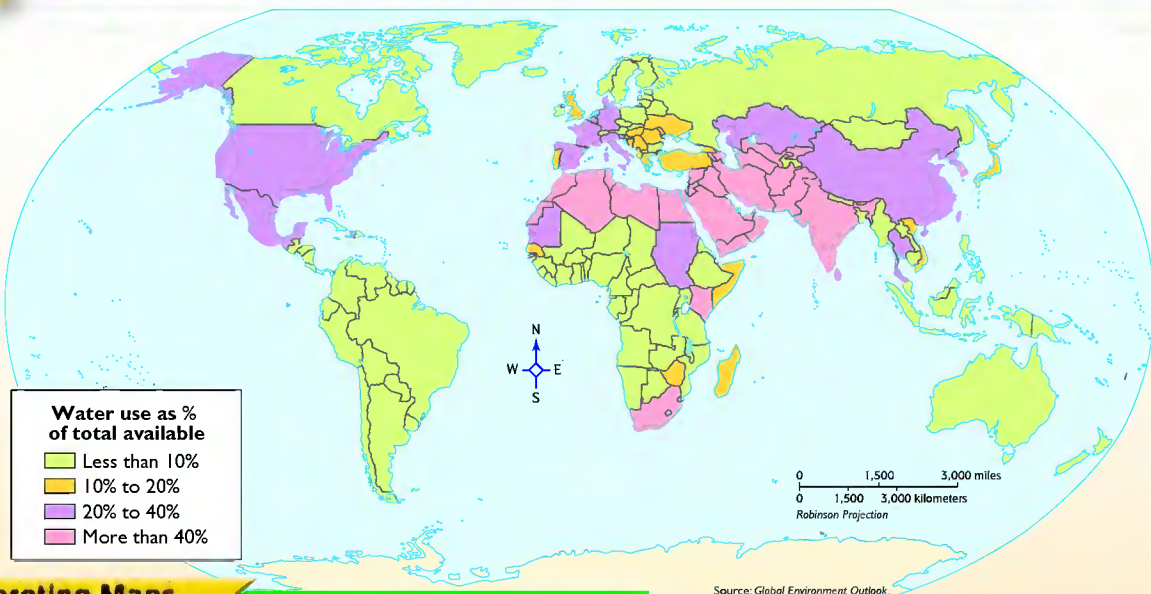 N
W E
S
Water use as %
of total available
Less than 10%
10% to 20%
20% to 40%
More than 40%
0 1,500 3,000 miles
0 1,500 3,000 kilometers
Robinson Projection
Maps
Source: Global Environment Outlook.